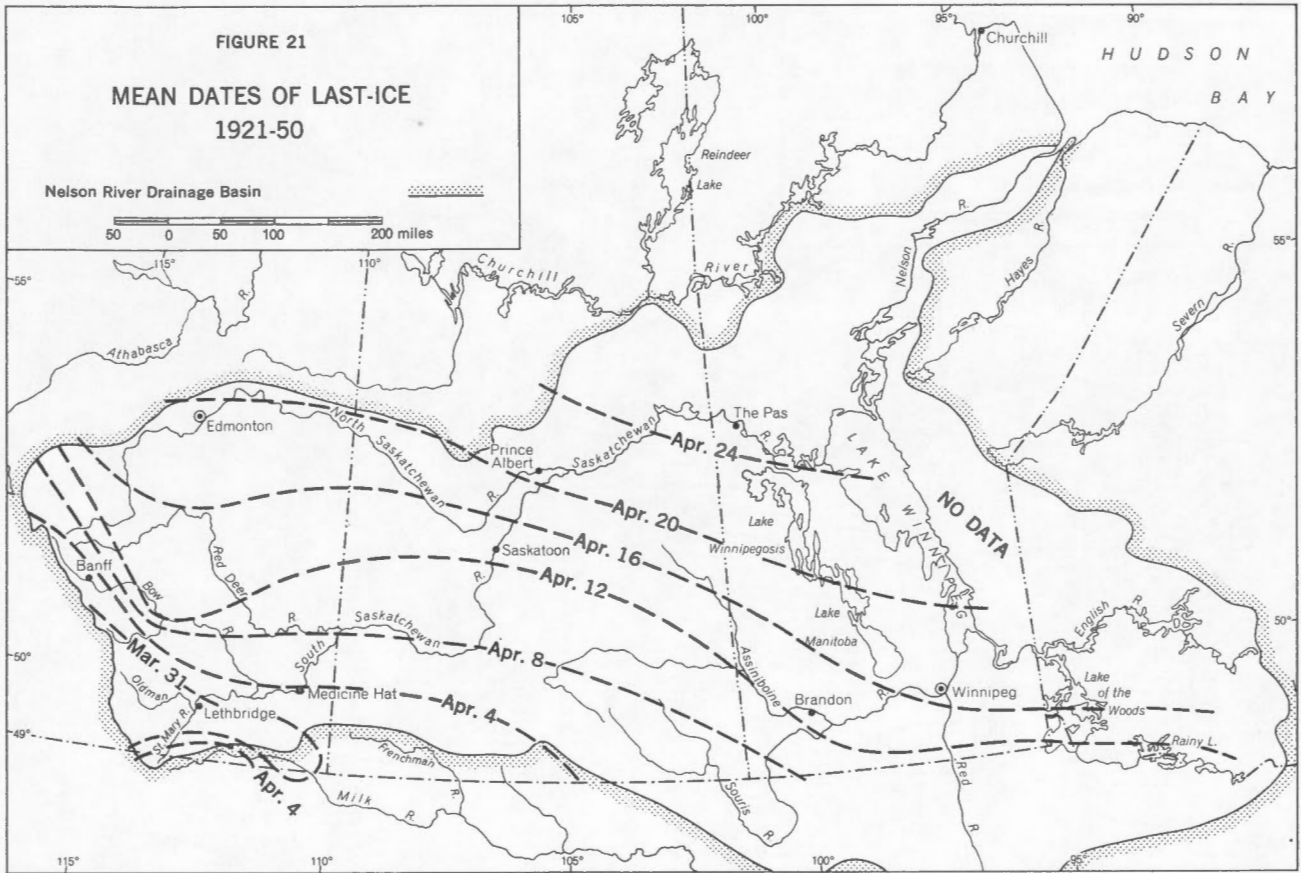 FIGURE 21
MEAN DATES OF LAST-ICE
1921-50
Nelson River Drainage Basin
50 0 50 100 200 miles
105°
100°
95°
90°
Churchill
HUDSON
BAY
Reindeer
Lake
115°
110°
55°
Churchill
River
Nelson
R.
Hayes
R
Severn
R.
55°
Athabasca
R.
Edmonton
North
Saskatchewan
R.
Prince
Albert
Saskatchewan
The Pas
R.
Apr. 24
LAKE
WINNIPEG
NO DATA
Apr. 20
Lake
Winnipegosis
Apr. 16
Saskatoon
Apr. 12
Banff
Bow
R
Red Deer
R.
South
Saskatchewan
R.
Lake
Manitoba
English
R.
50°
50°
Apr. 8
Assiniboine
R.
Brandon
Winnipeg
Lake
of the
Woods
Mar. 31
Oldman
Medicine Hat
Lethbridge
St. Mary R.
Apr. 4
Rainy L.
49°
Frenchman
R.
Apr. 4
Milk
R.
Souris
R
Red
R
115°
110°
105°
100°
95°